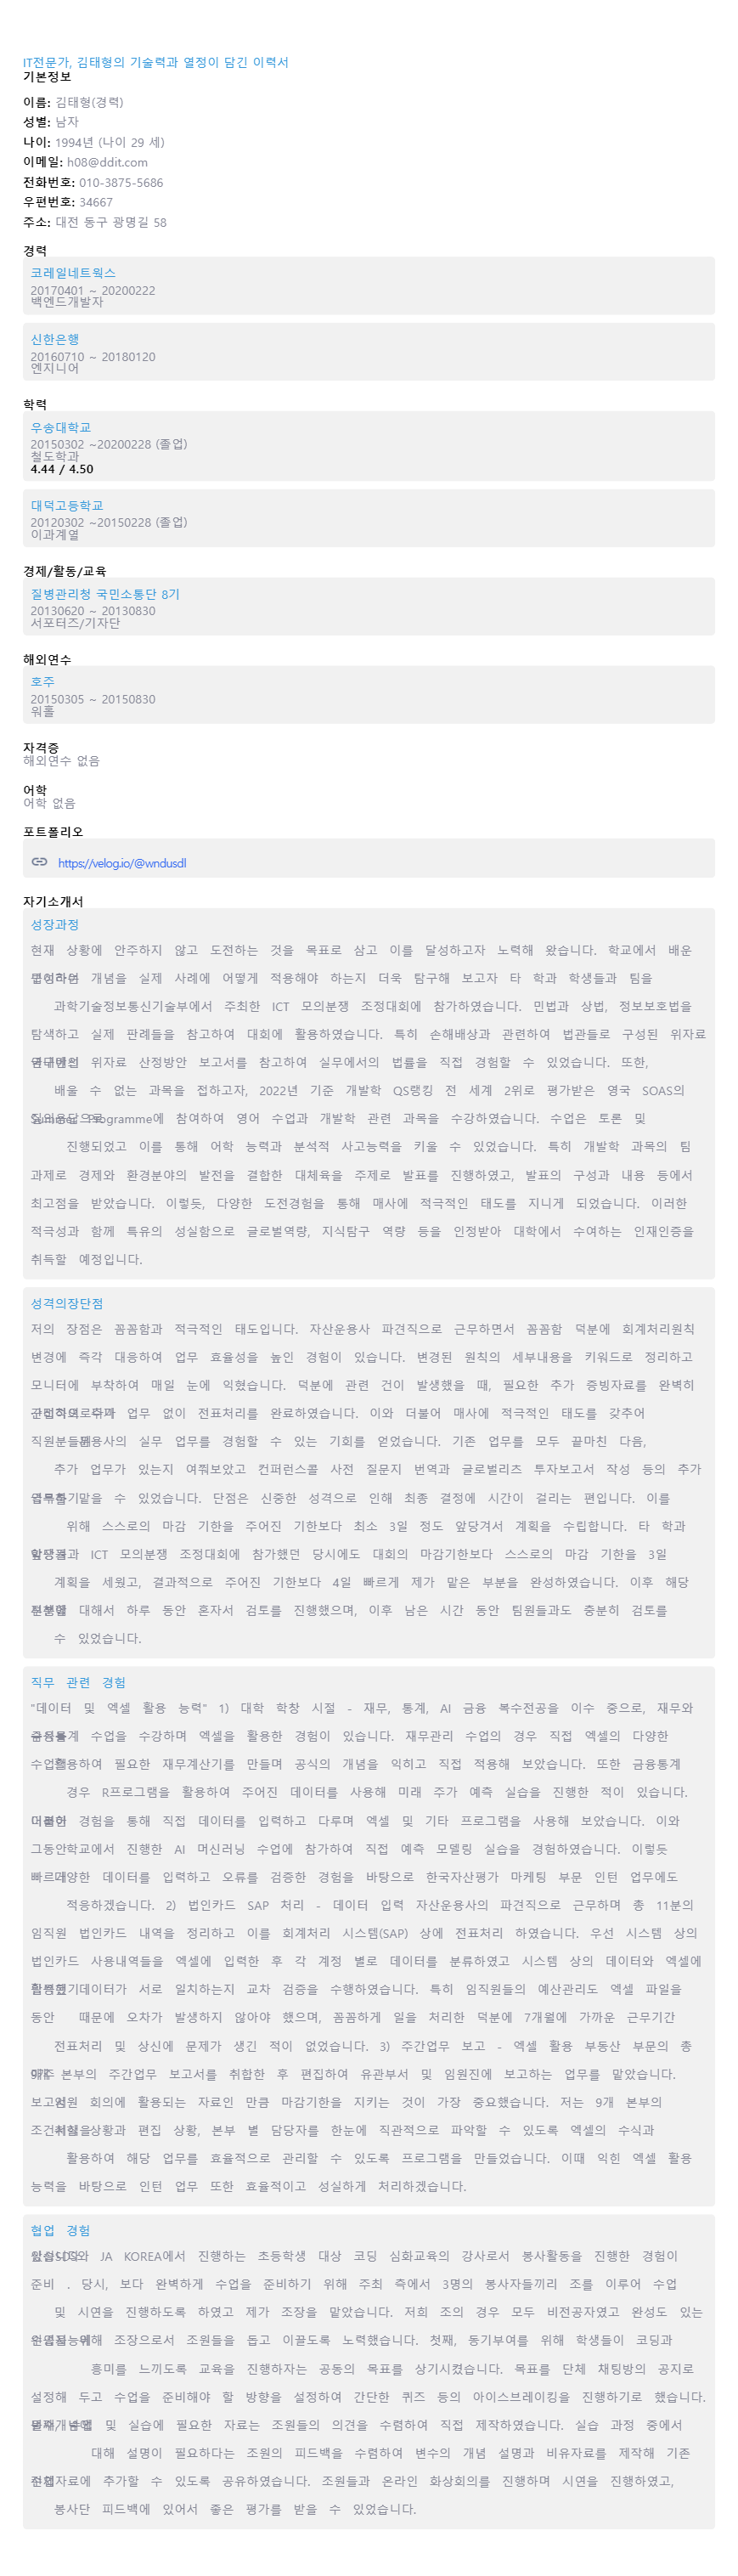 IT전문가, 김태형의 기술력과 열정이 담긴 이력서
기본정보
이름: 김태형(경력)
성별: 남자
나이: 1994년 (나이 29 세)
이메일: h08@ddit.com
전화번호: 010-3875-5686
우편번호: 34667
주소: 대전 동구 광명길 58
경력
코레일네트웍스
20170401 ~ 20200222
백엔드개발자
신한은행
20160710 ~ 20180120
엔지니어
학력
우송대학교
20150302 ~20200228 (졸업)
철도학과
4.44 / 4.50
대덕고등학교
20120302 ~20150228 (졸업)
이과계열
경제/활동/교육
질병관리청 국민소통단 8기
20130620 ~ 20130830
서포터즈/기자단
해외연수
호주
20150305 ~ 20150830
워홀
자격증
해외연수 없음
어학
어학 없음
포트폴리오
https://velog.io/@wndusdl
자기소개서
성장과정
현재 상황에 안주하지 않고 도전하는 것을 목표로 삼고 이를 달성하고자 노력해 왔습니다. 학교에서 배운
개념을 실제 사례에 어떻게 적용해야 하는지 더욱 탐구해 보고자 타 학과 학생들과 팀을
과학기술정보통신기술부에서 주최한 ICT 모의분쟁 조정대회에 참가하였습니다. 민법과 상법, 정보보호법을
탐색하고 실제 판례들을 참고하여 대회에 활용하였습니다. 특히 손해배상과 관련하여 법관들로 구성된 위자료
위자료 산정방안 보고서를 참고하여 실무에서의 법률을 직접 경험할 수 있었습니다. 또한,
배울 수 없는 과목을 접하고자, 2022년 기준 개발학 QS랭킹 전 세계 2위로 평가받은 영국 SOAS의
Summer Programme에 참여하여 영어 수업과 개발학 관련 과목을 수강하였습니다. 수업은 토론 및
진행되었고 이를 통해 어학 능력과 분석적 사고능력을 키울 수 있었습니다. 특히 개발학 과목의 팀
과제로 경제와 환경분야의 발전을 결합한 대체육을 주제로 발표를 진행하였고, 발표의 구성과 내용 등에서
최고점을 받았습니다. 이렇듯, 다양한 도전경험을 통해 매사에 적극적인 태도를 지니게 되었습니다. 이러한
적극성과 함께 특유의 성실함으로 글로벌역량, 지식탐구 역량 등을 인정받아 대학에서 수여하는 인재인증을
취득할 예정입니다.
성격의장단점
저의 장점은 꼼꼼함과 적극적인 태도입니다. 자산운용사 파견직으로 근무하면서 꼼꼼함 덕분에 회계처리원칙
변경에 즉각 대응하여 업무 효율성을 높인 경험이 있습니다. 변경된 원칙의 세부내용을 키워드로 정리하고
모니터에 부착하여 매일 눈에 익혔습니다. 덕분에 관련 건이 발생했을 때, 필요한 추가 증빙자료를 완벽히
업무 없이 전표처리를 완료하였습니다. 이와 더불어 매사에 적극적인 태도를 갖추어
직원분들께 운용사의 실무 업무를 경험할 수 있는 기회를 얻었습니다. 기존 업무를 모두 끝마친 다음,
추가 업무가 있는지 여쭤보았고 컨퍼런스콜 사전 질문지 번역과 글로벌리츠 투자보고서 작성 등의 추가
맡을 수 있었습니다. 단점은 신중한 성격으로 인해 최종 결정에 시간이 걸리는 편입니다. 이를
위해 스스로의 마감 기한을 주어진 기한보다 최소 3일 정도 앞당겨서 계획을 수립합니다. 타 학과
ICT 모의분쟁 조정대회에 참가했던 당시에도 대회의 마감기한보다 스스로의 마감 기한을 3일
계획을 세웠고, 결과적으로 주어진 기한보다 4일 빠르게 제가 맡은 부분을 완성하였습니다. 이후 해당
대해서 하루 동안 혼자서 검토를 진행했으며, 이후 남은 시간 동안 팀원들과도 충분히 검토를
수 있었습니다.
직무 관련 경험
"데이터 및 엑셀 활용 능력" 1) 대학 학창 시절 - 재무, 통계, AI 금융 복수전공을 이수 중으로, 재무와
금융통계 수업을 수강하며 엑셀을 활용한 경험이 있습니다. 재무관리 수업의 경우 직접 엑셀의 다양한
수업의 활용하여 필요한 재무계산기를 만들며 공식의 개념을 익히고 직접 적용해 보았습니다. 또한 금융통계
경우 R프로그램을 활용하여 주어진 데이터를 사용해 미래 주가 예측 실습을 진행한 적이 있습니다.
경험을 통해 직접 데이터를 입력하고 다루며 엑셀 및 기타 프로그램을 사용해 보았습니다. 이와
그동안 학교에서 진행한 AI 머신러닝 수업에 참가하여 직접 예측 모델링 실습을 경험하였습니다. 이렇듯
빠르게 다양한 데이터를 입력하고 오류를 검증한 경험을 바탕으로 한국자산평가 마케팅 부문 인턴 업무에도
적응하겠습니다. 2) 법인카드 SAP 처리 - 데이터 입력 자산운용사의 파견직으로 근무하며 총 11분의
임직원 법인카드 내역을 정리하고 이를 회계처리 시스템(SAP) 상에 전표처리 하였습니다. 우선 시스템 상의
법인카드 사용내역들을 엑셀에 입력한 후 각 계정 별로 데이터를 분류하였고 시스템 상의 데이터와 엑셀에
데이터가 서로 일치하는지 교차 검증을 수행하였습니다. 특히 임직원들의 예산관리도 엑셀 파일을
동안 때문에 오차가 발생하지 않아야 했으며, 꼼꼼하게 일을 처리한 덕분에 7개월에 가까운 근무기간
전표처리 및 상신에 문제가 생긴 적이 없었습니다. 3) 주간업무 보고 - 엑셀 활용 부동산 부문의 총
본부의 주간업무 보고서를 취합한 후 편집하여 유관부서 및 임원진에 보고하는 업무를 맡았습니다.
보고서 임원 회의에 활용되는 자료인 만큼 마감기한을 지키는 것이 가장 중요했습니다. 저는 9개 본부의
조건서식을 취합 상황과 편집 상황, 본부 별 담당자를 한눈에 직관적으로 파악할 수 있도록 엑셀의 수식과
활용하여 해당 업무를 효율적으로 관리할 수 있도록 프로그램을 만들었습니다. 이때 익힌 엑셀 활용
능력을 바탕으로 인턴 업무 또한 효율적이고 성실하게 처리하겠습니다.
협업 경험
JA KOREA에서 진행하는 초등학생 대상 코딩 심화교육의 강사로서 봉사활동을 진행한 경험이
준비 . 당시, 보다 완벽하게 수업을 준비하기 위해 주최 측에서 3명의 봉사자들끼리 조를 이루어 수업
및 시연을 진행하도록 하였고 제가 조장을 맡았습니다. 저희 조의 경우 모두 비전공자였고 완성도 있는
위해 조장으로서 조원들을 돕고 이끌도록 노력했습니다. 첫째, 동기부여를 위해 학생들이 코딩과
흥미를 느끼도록 교육을 진행하자는 공동의 목표를 상기시켰습니다. 목표를 단체 채팅방의 공지로
설정해 두고 수업을 준비해야 할 방향을 설정하여 간단한 퀴즈 등의 아이스브레이킹을 진행하기로 했습니다.
및 실습에 필요한 자료는 조원들의 의견을 수렴하여 직접 제작하였습니다. 실습 과정 중에서
대해 설명이 필요하다는 조원의 피드백을 수렴하여 변수의 개념 설명과 비유자료를 제작해 기존
추가할 수 있도록 공유하였습니다. 조원들과 온라인 화상회의를 진행하며 시연을 진행하였고,
봉사단 피드백에 있어서 좋은 평가를 받을 수 있었습니다.